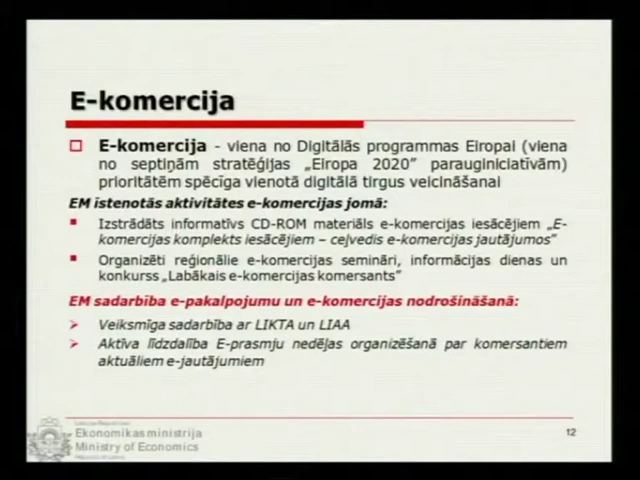 E-komercija
E-komercija - viena no Digitālās programmas Eiropai (viena
no septiņām stratēģijas „Eiropa 2020” parauginiciatīvām)
prioritātēm spēcīga vienotā digitālā tirgus veicināšanai
EM īstenotās aktivitātes e-komercijas jomā:
Izstrādāts informatīvs CD-ROM materiāls e-komercijas iesācējiem „E-
komercijas komplekts iesācējiem – ceļvedis e-komercijas jautājumos”
Organizēti reģionālie e-komercijas semināri, informācijas dienas un
konkurss „Labākais e-komercijas komersants”
EM sadarbība e-pakalpojumu un e-komercijas nodrošināšanā:
Veiksmīga sadarbība ar LIKTA un LIAA
Aktīva līdzdalība E-prasmju nedēļas organizēšanā par komersantiem
aktuāliem e-jautājumiem
Ekonomikas ministrija
Ministry of Economics
12